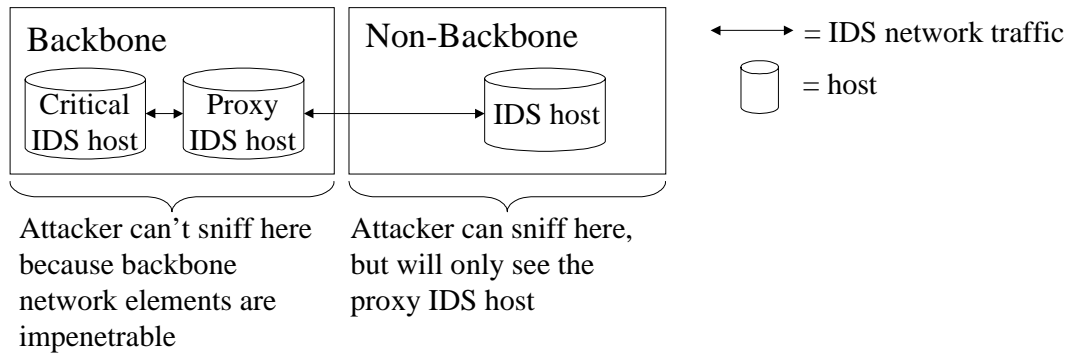 Backbone
Critical
IDS host
Proxy
IDS host
Non-Backbone
IDS host
= IDS network traffic
= host
Attacker can’t sniff here
because backbone
network elements are
impenetrable
Attacker can sniff here,
but will only see the
proxy IDS host